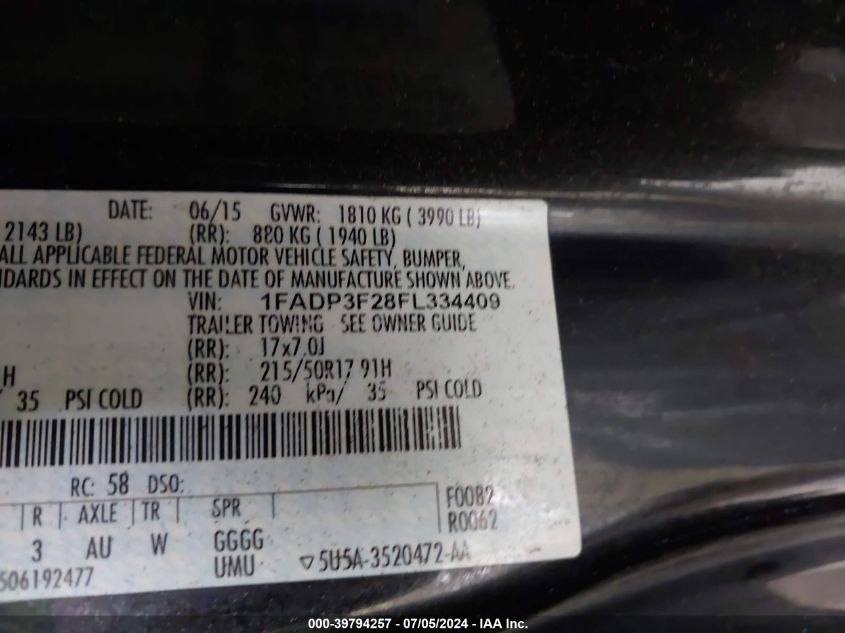 DATE: 06/15 GVWR: 1810 KG ( 3990 LB)
2143 LB) (RR): 880 KG ( 1940 LB)
ALL APPLICABLE FEDERAL MOTOR VEHICLE SAFETY, BUMPER,
NDARDS IN EFFECT ON THE DATE OF MANUFACTURE SHOWN ABOVE.
VIN: 1FADP3F28FL334409
TRAILER TOWING SEE OWNER GUIDE
(RR): 17x7.0J
H (RR): 215/50R17 91H
/ 35 PSI COLD (RR): 240 kPa/ 35 PSI COLD
RC: 58 DSO:
R AXLE TR SPR F0082
R0062
3 AU W GGGG
UMU 5U5A-3520472-AA
506192477
000-39794257 - 07/05/2024 - IAA Inc.